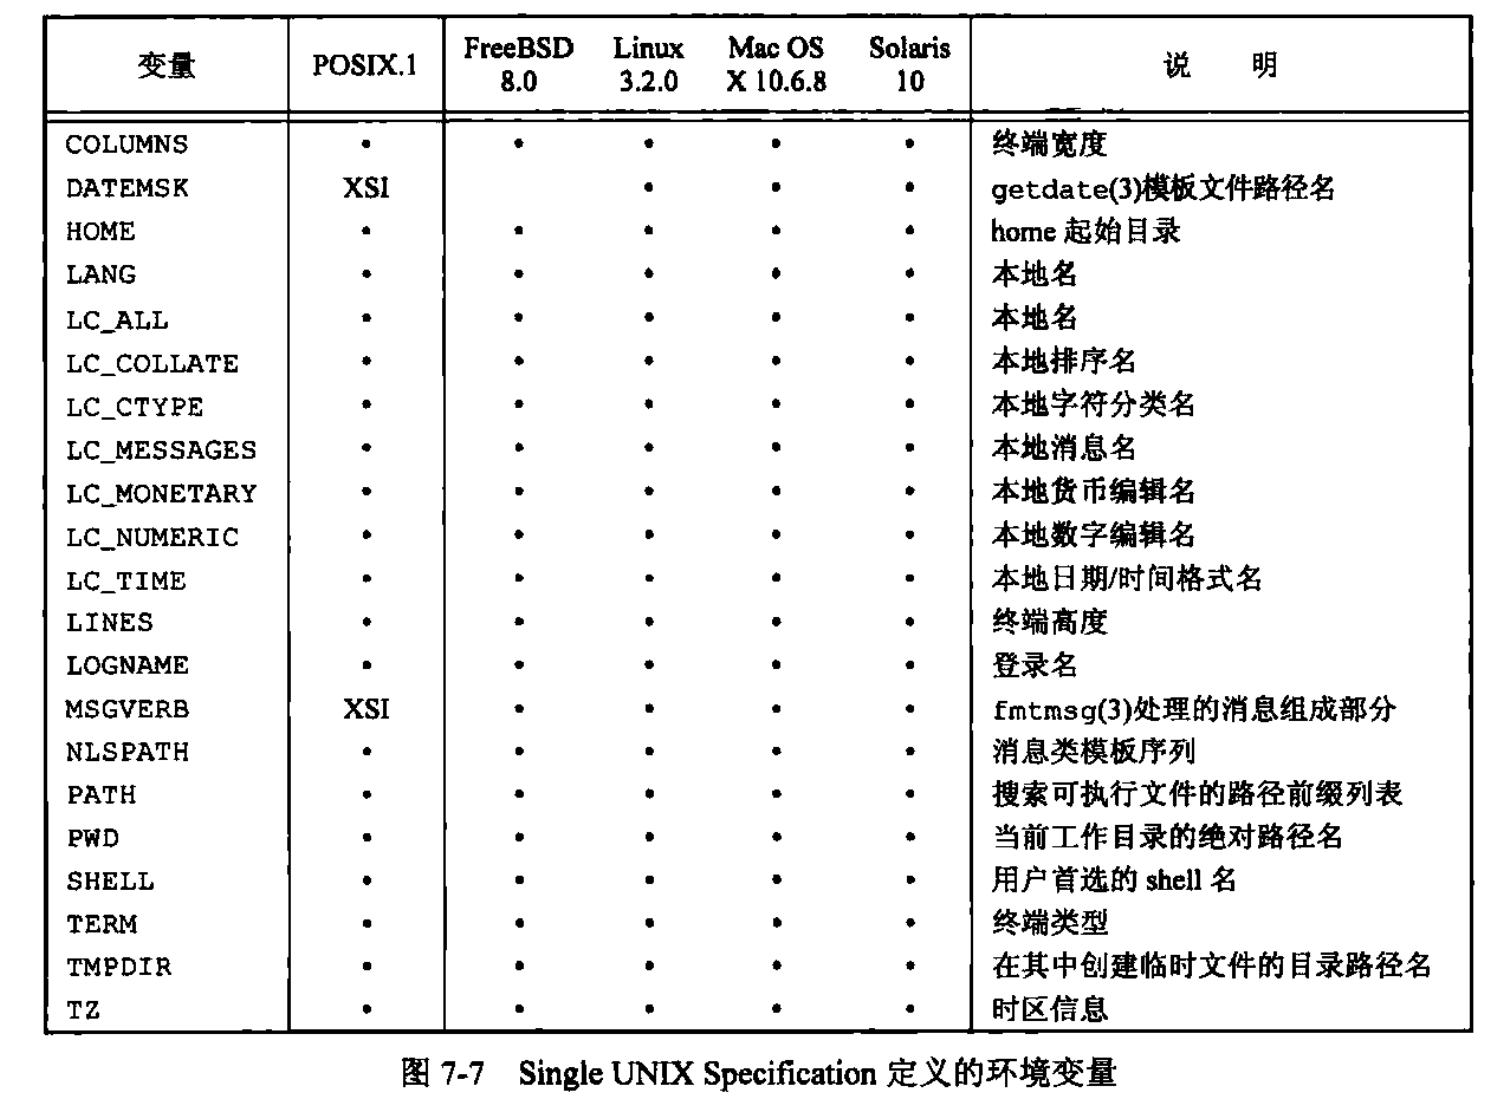 变量 POSIX.1 FreeBSD 8.0 Linux 3.2.0 Mac OS X 10.6.8 Solaris 10 说 明
COLUMNS • • • • • 终端宽度
DATEMSK XSI • • • getdate(3)模板文件路径名
HOME • • • • • home 起始目录
LANG • • • • • 本地名
LC_ALL • • • • • 本地名
LC_COLLATE • • • • • 本地排序名
LC_CTYPE • • • • • 本地字符分类名
LC_MESSAGES • • • • • 本地消息名
LC_MONETARY • • • • • 本地货币编辑名
LC_NUMERIC • • • • • 本地数字编辑名
LC_TIME • • • • • 本地日期/时间格式名
LINES • • • • • 终端高度
LOGNAME • • • • • 登录名
MSGVERB XSI • • • • fmtmsg(3)处理的消息组成部分
NLSPATH • • • • • 消息类模板序列
PATH • • • • • 搜索可执行文件的路径前缀列表
PWD • • • • • 当前工作目录的绝对路径名
SHELL • • • • • 用户首选的 shell 名
TERM • • • • • 终端类型
TMPDIR • • • • • 在其中创建临时文件的目录路径名
TZ • • • • • 时区信息
图 7-7 Single UNIX Specification 定义的环境变量